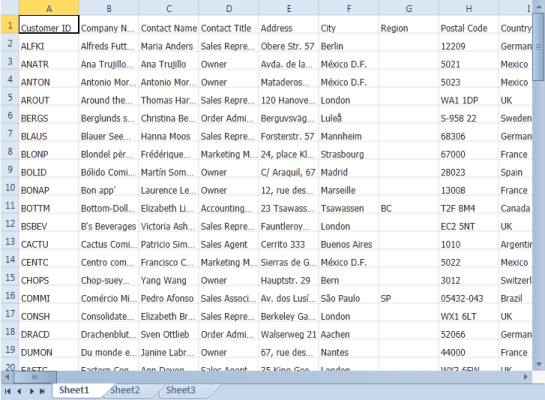 A B C D E F G H I
1 Customer ID Company N... Contact Name Contact Title Address City Region Postal Code Country
2 ALFKI Alfreds Futt... Maria Anders Sales Repre... Obere Str. 57 Berlin 12209 German
3 ANATR Ana Trujillo... Ana Trujillo Owner Avda. de la... México D.F. 5021 Mexico
4 ANTON Antonio Mor... Antonio Mor... Owner Mataderos... México D.F. 5023 Mexico
5 AROUT Around the... Thomas Har... Sales Repre... 120 Hanove... London WA1 1DP UK
6 BERGS Berglunds s... Christina Be... Order Admi... Berguvsväg... Luleå S-958 22 Sweden
7 BLAUS Blauer See... Hanna Moos Sales Repre... Forsterstr. 57 Mannheim 68306 German
8 BLONP Blondel pèr... Frédérique... Marketing M... 24, place Kl... Strasbourg 67000 France
9 BOLID Bólido Comi... Martín Som... Owner C/ Araquil, 67 Madrid 28023 Spain
10 BONAP Bon app' Laurence Le... Owner 12, rue des... Marseille 13008 France
11 BOTTM Bottom-Doll... Elizabeth Li... Accounting... 23 Tsawass... Tsawassen BC T2F 8M4 Canada
12 BSBEV B's Beverages Victoria Ash... Sales Repre... Fauntleroy... London EC2 5NT UK
13 CACTU Cactus Comi... Patricio Sim... Sales Agent Cerrito 333 Buenos Aires 1010 Argentin
14 CENTC Centro com... Francisco C... Marketing M... Sierras de G... México D.F. 5022 Mexico
15 CHOPS Chop-suey... Yang Wang Owner Hauptstr. 29 Bern 3012 Switzerl
16 COMMI Comércio Mi... Pedro Afonso Sales Associ... Av. dos Lusí... São Paulo SP 05432-043 Brazil
17 CONSH Consolidate... Elizabeth Br... Sales Repre... Berkeley Ga... London WX1 6LT UK
18 DRACD Drachenblut... Sven Ottlieb Order Admi... Walserweg 21 Aachen 52066 German
19 DUMON Du monde e... Janine Labr... Owner 67, rue des... Nantes 44000 France
20 EASTC Eastern Con... Ann Devon Sales Agent 35 King Geo... London WX3 6FW UK
Sheet1 Sheet2 Sheet3